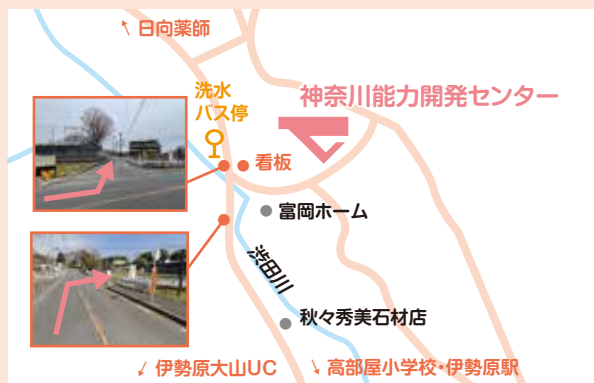 ↖ 日向薬師
洗水
バス停
神奈川能力開発センター
看板
富岡ホーム
渋田川
秋々秀美石材店
↙ 伊勢原大山UC
↘ 高部屋小学校・伊勢原駅